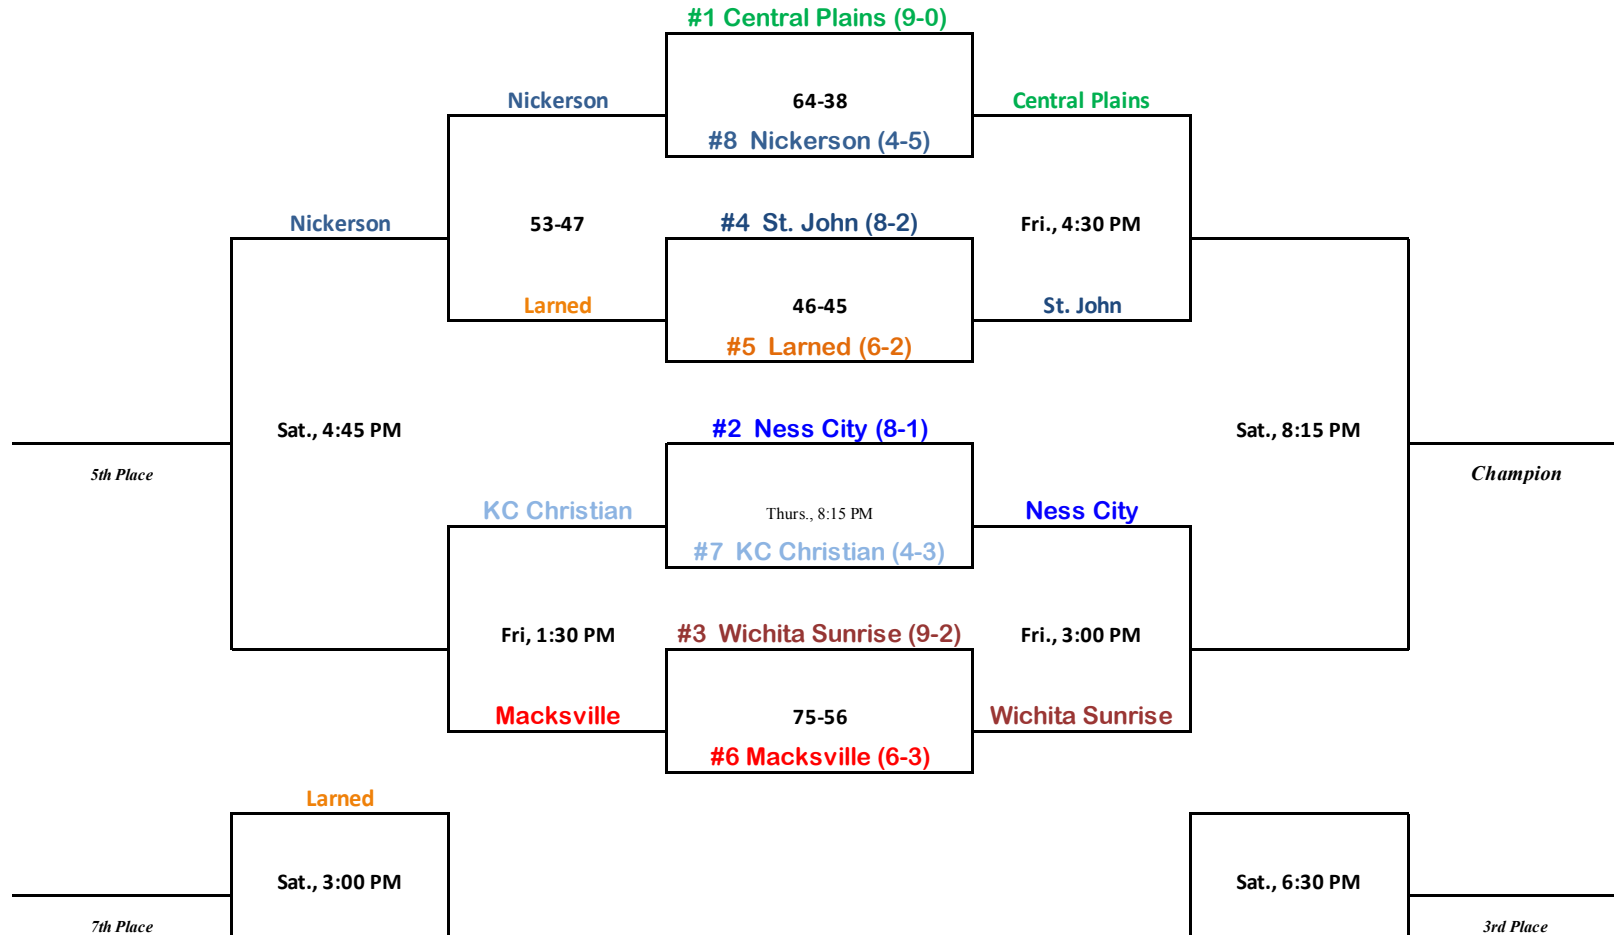 #1 Central Plains (9-0)
Nickerson
64-38
Central Plains
#8  Nickerson (4-5)
Nickerson
53-47
#4  St. John (8-2)
Fri., 4:30 PM
Larned
46-45
St. John
#5  Larned (6-2)
Sat., 4:45 PM
#2  Ness City (8-1)
Sat., 8:15 PM
5th Place
Champion
KC Christian
Thurs., 8:15 PM
Ness City
#7  KC Christian (4-3)
Fri, 1:30 PM
#3  Wichita Sunrise (9-2)
Fri., 3:00 PM
Macksville
75-56
Wichita Sunrise
#6 Macksville (6-3)
Larned
Sat., 3:00 PM
Sat., 6:30 PM
7th Place
3rd Place